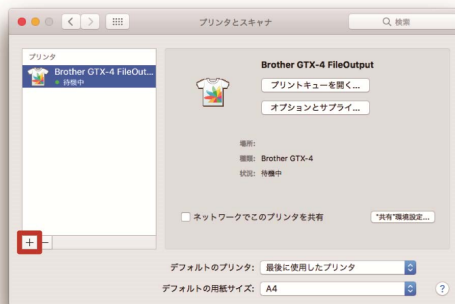 プリンタとスキャナ
検索
プリンタ
Brother GTX-4 FileOut...
待機中
Brother GTX-4 FileOutput
プリントキューを開く...
オプションとサプライ...
場所:
種類: Brother GTX-4
状況: 待機中
ネットワークでこのプリンタを共有
"共有"環境設定...
+ −
デフォルトのプリンタ: 最後に使用したプリンタ
デフォルトの用紙サイズ: A4
?